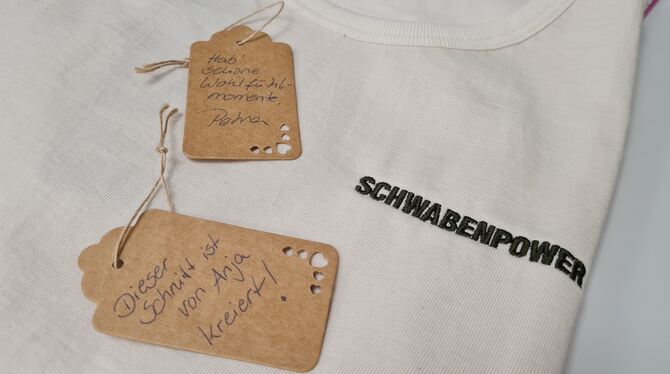 Hab'
schöne
Wohlfühl-
momente.
Petra
SCHWABENPOWER
Dieser
Schnitt ist
von Anja
kreiert!